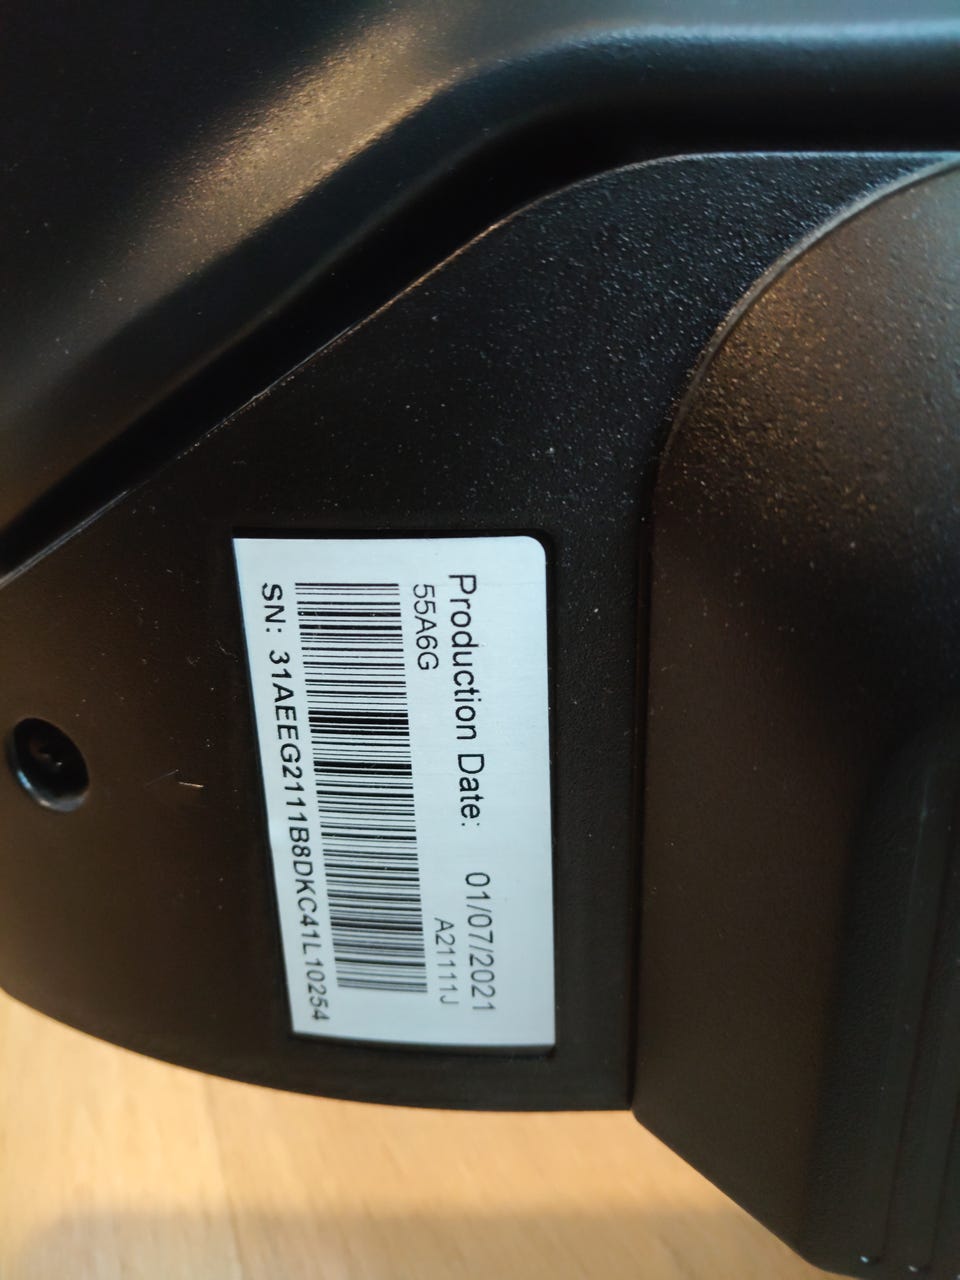 Production Date: 01/07/2021
55A6G A21111J
SN: 31AEEG2111B8DKC41L10254